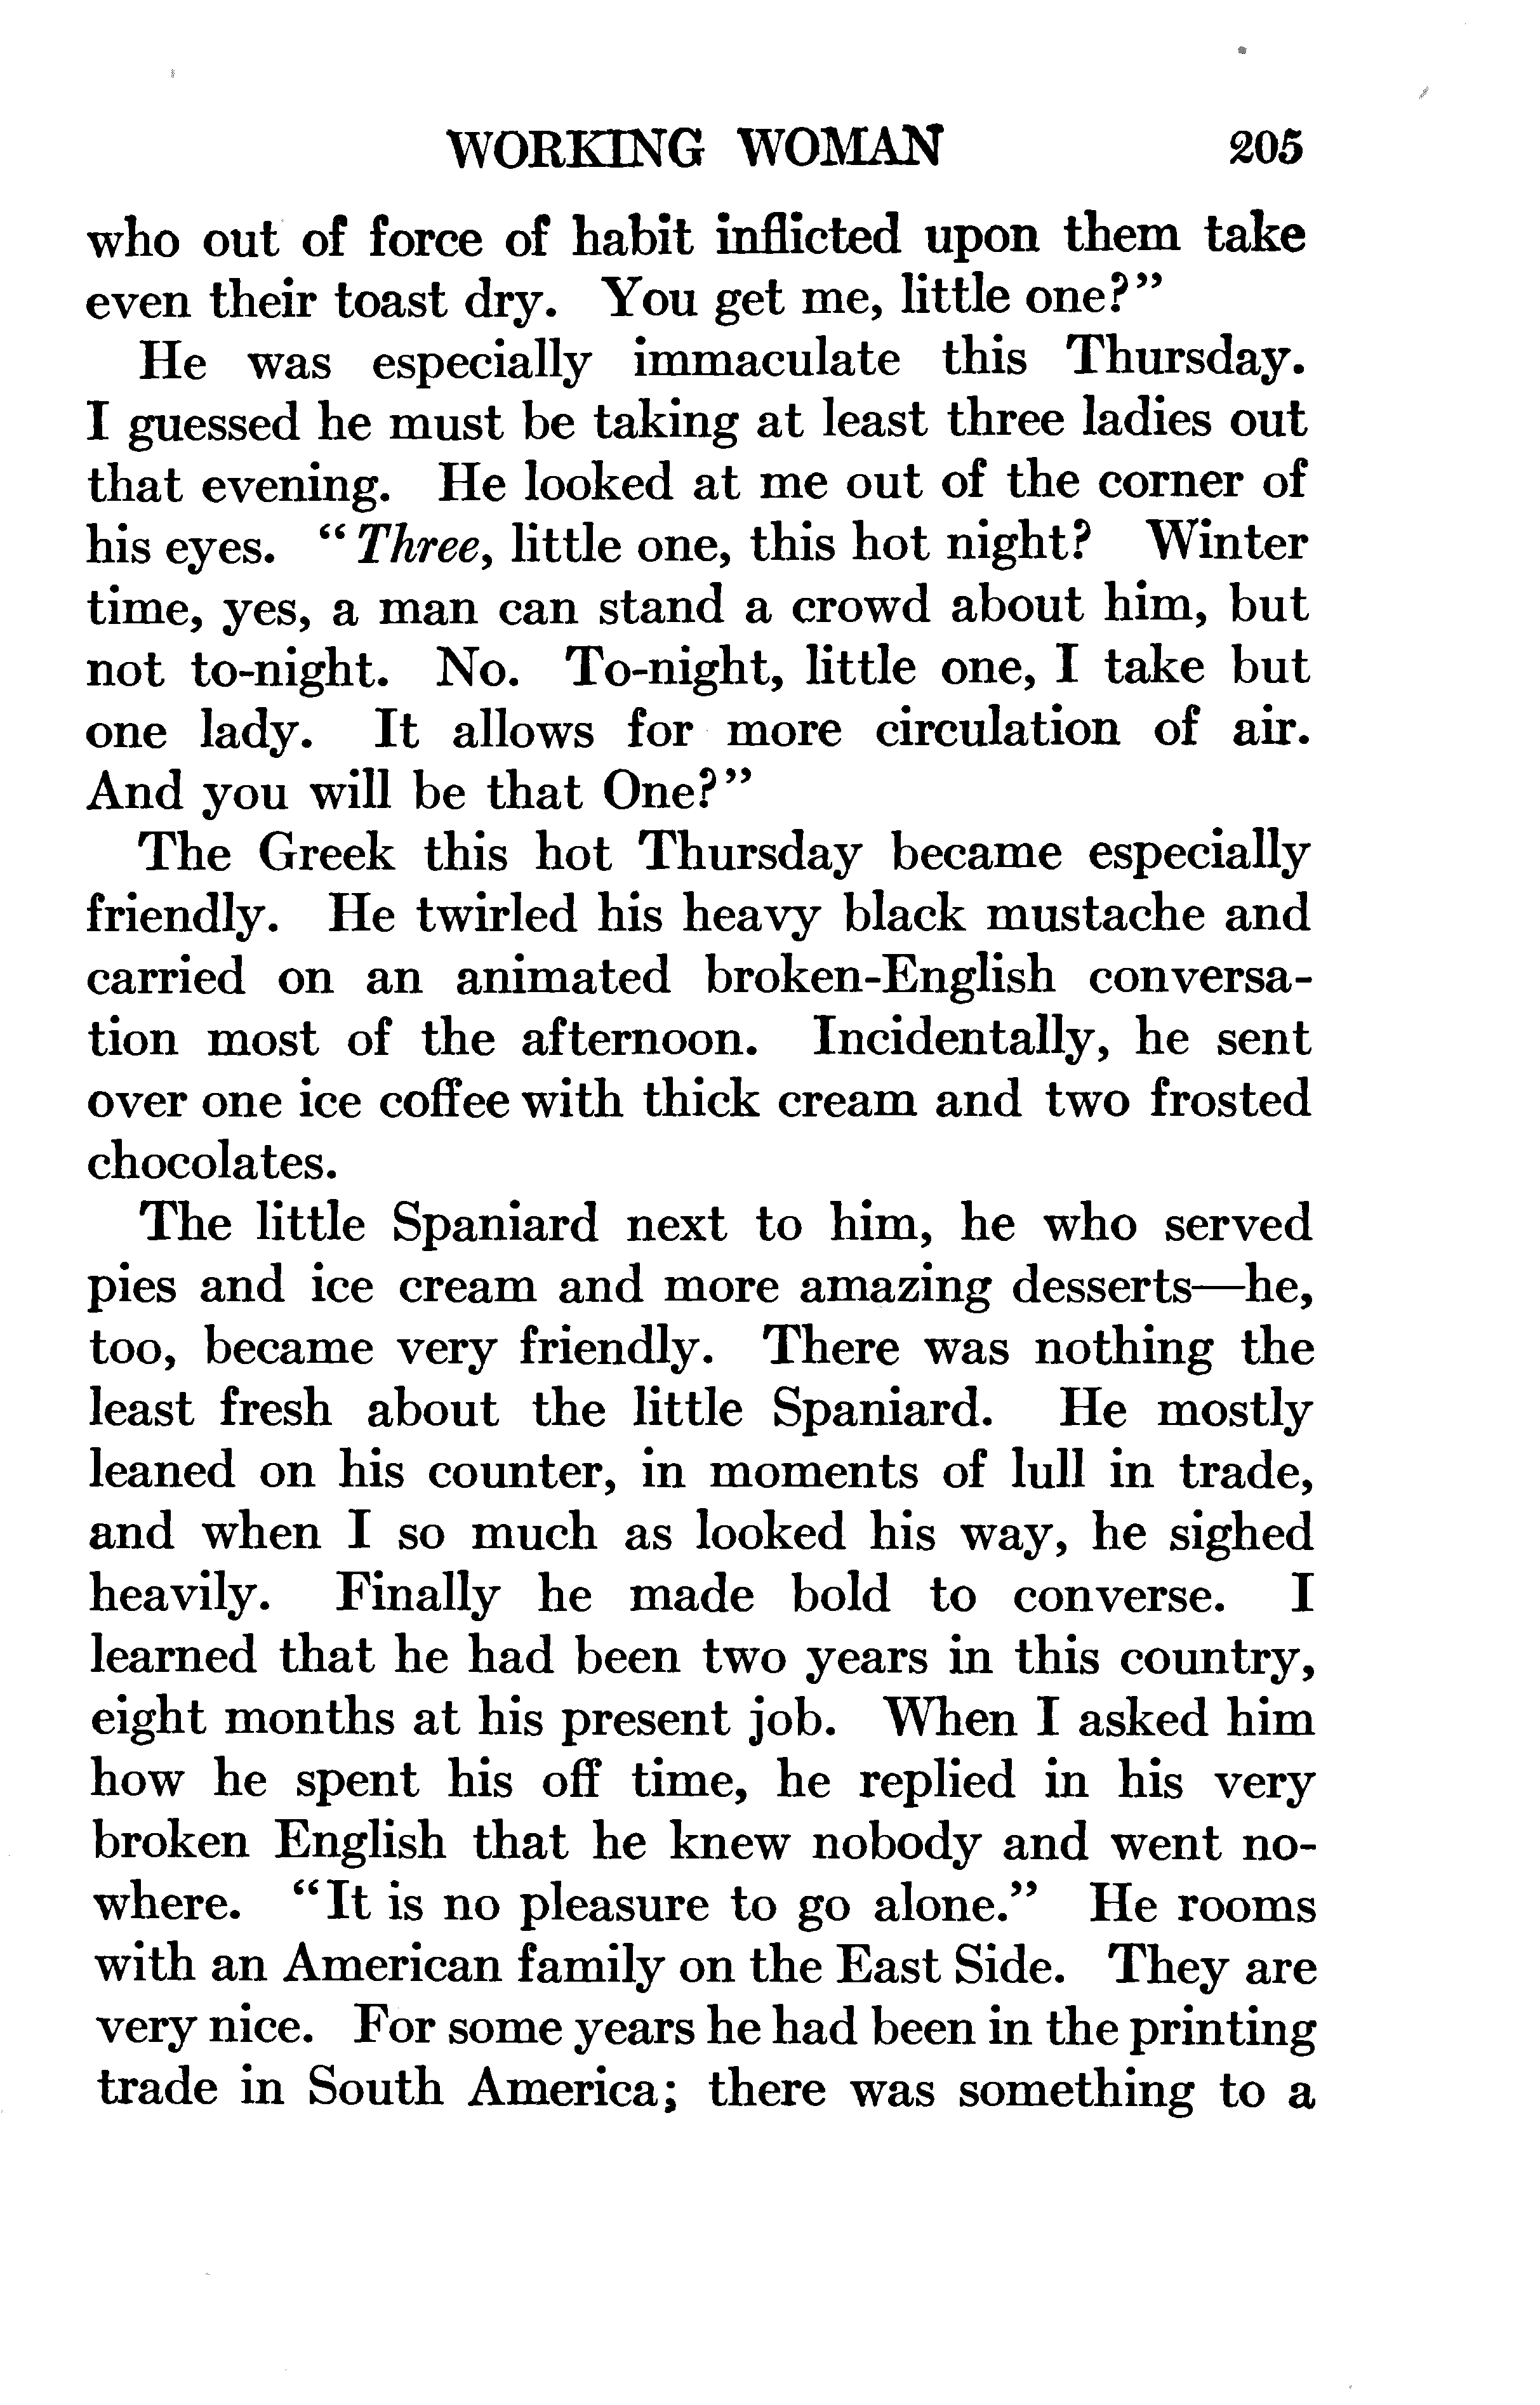 WORKING WOMAN 205
who out of force of habit inflicted upon them take
even their toast dry. You get me, little one?”
He was especially immaculate this Thursday.
I guessed he must be taking at least three ladies out
that evening. He looked at me out of the corner of
his eyes. “Three, little one, this hot night? Winter
time, yes, a man can stand a crowd about him, but
not to-night. No. To-night, little one, I take but
one lady. It allows for more circulation of air.
And you will be that One?”
The Greek this hot Thursday became especially
friendly. He twirled his heavy black mustache and
carried on an animated broken-English conversa-
tion most of the afternoon. Incidentally, he sent
over one ice coffee with thick cream and two frosted
chocolates.
The little Spaniard next to him, he who served
pies and ice cream and more amazing desserts—he,
too, became very friendly. There was nothing the
least fresh about the little Spaniard. He mostly
leaned on his counter, in moments of lull in trade,
and when I so much as looked his way, he sighed
heavily. Finally he made bold to converse. I
learned that he had been two years in this country,
eight months at his present job. When I asked him
how he spent his off time, he replied in his very
broken English that he knew nobody and went no-
where. “It is no pleasure to go alone.” He rooms
with an American family on the East Side. They are
very nice. For some years he had been in the printing
trade in South America; there was something to a